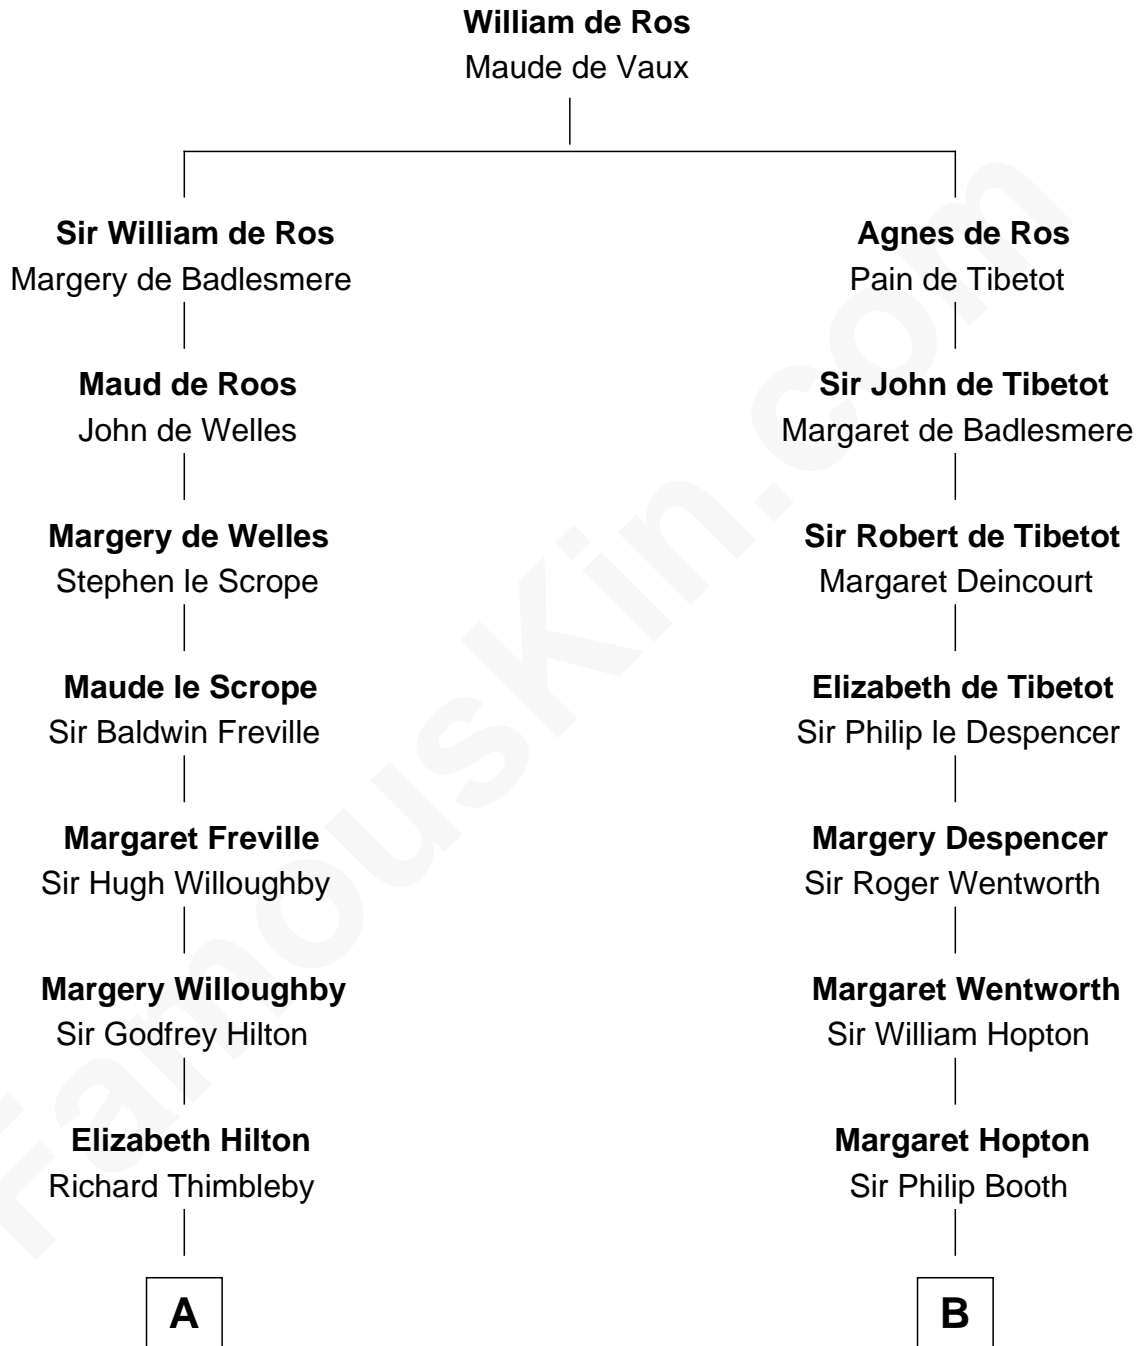 William de Ros
Maude de Vaux
Sir William de Ros
Margery de Badlesmere
Maud de Roos
John de Welles
Margery de Welles
Stephen le Scrope
Maude le Scrope
Sir Baldwin Freville
Margaret Freville
Sir Hugh Willoughby
Margery Willoughby
Sir Godfrey Hilton
Elizabeth Hilton
Richard Thimbleby
A
Agnes de Ros
Pain de Tibetot
Sir John de Tibetot
Margaret de Badlesmere
Sir Robert de Tibetot
Margaret Deincourt
Elizabeth de Tibetot
Sir Philip le Despencer
Margery Despencer
Sir Roger Wentworth
Margaret Wentworth
Sir William Hopton
Margaret Hopton
Sir Philip Booth
B
FamousKin.com